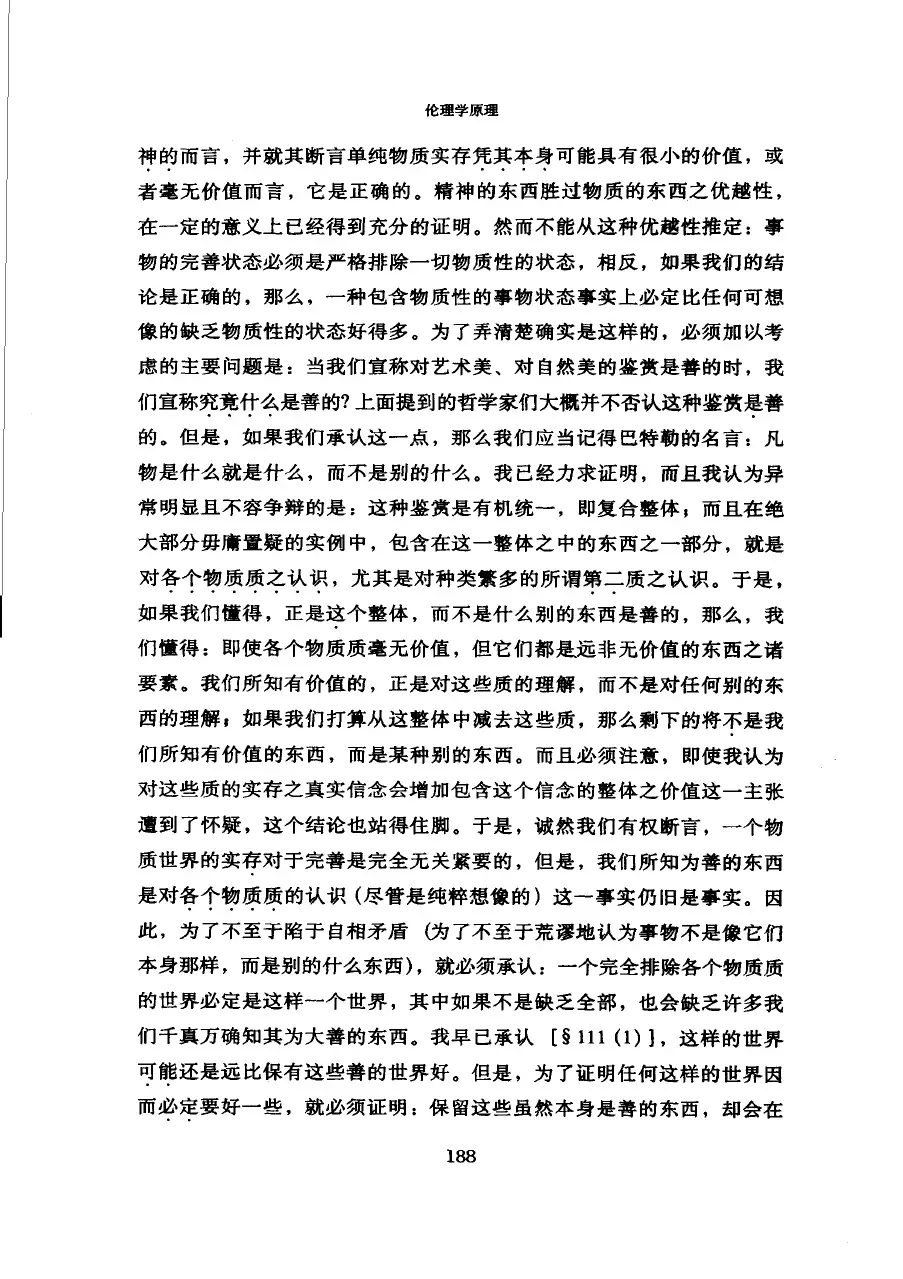 伦理学原理
神的而言，并就其断言单纯物质实存凭其本身可能具有很小的价值，或
者毫无价值而言，它是正确的。精神的东西胜过物质的东西之优越性，
在一定的意义上已经得到充分的证明。然而不能从这种优越性推定：事
物的完善状态必须是严格排除一切物质性的状态，相反，如果我们的结
论是正确的，那么，一种包含物质性的事物状态事实上必定比任何可想
像的缺乏物质性的状态好得多。为了弄清楚确实是这样的，必须加以考
虑的主要问题是：当我们宣称对艺术美、对自然美的鉴赏是善的时，我
们宣称究竟什么是善的？上面提到的哲学家们大概并不否认这种鉴赏是善
的。但是，如果我们承认这一点，那么我们应当记得巴特勒的名言：凡
物是什么就是什么，而不是别的什么。我已经力求证明，而且我认为异
常明显且不容争辩的是：这种鉴赏是有机统一，即复合整体；而且在绝
大部分毋庸置疑的实例中，包含在这一整体之中的东西之一部分，就是
对各个物质质之认识，尤其是对种类繁多的所谓第二质之认识。于是，
如果我们懂得，正是这个整体，而不是什么别的东西是善的，那么，我
们懂得：即使各个物质质毫无价值，但它们都是远非无价值的东西之诸
要素。我们所知有价值的，正是对这些质的理解，而不是对任何别的东
西的理解；如果我们打算从这整体中减去这些质，那么剩下的将不是我
们所知有价值的东西，而是某种别的东西。而且必须注意，即使我认为
对这些质的实存之真实信念会增加包含这个信念的整体之价值这一主张
遭到了怀疑，这个结论也站得住脚。于是，诚然我们有权断言，一个物
质世界的实存对于完善是完全无关紧要的，但是，我们所知为善的东西
是对各个物质质的认识（尽管是纯粹想像的）这一事实仍旧是事实。因
此，为了不至于陷于自相矛盾（为了不至于荒谬地认为事物不是像它们
本身那样，而是别的什么东西），就必须承认：一个完全排除各个物质质
的世界必定是这样一个世界，其中如果不是缺乏全部，也会缺乏许多我
们千真万确知其为大善的东西。我早已承认［§111（1）］，这样的世界
可能还是远比保有这些善的世界好。但是，为了证明任何这样的世界因
而必定要好一些，就必须证明：保留这些虽然本身是善的东西，却会在
188